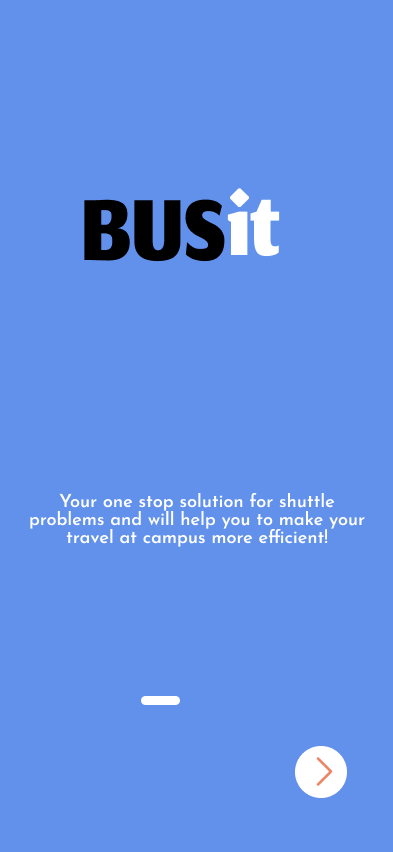 BUSit
Your one stop solution for shuttle
problems and will help you to make your
travel at campus more efficient!